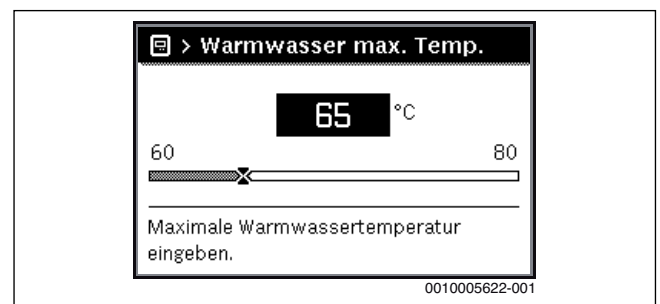 > Warmwasser max. Temp.
65 °C
60 80
Maximale Warmwassertemperatur
eingeben.
0010005622-001